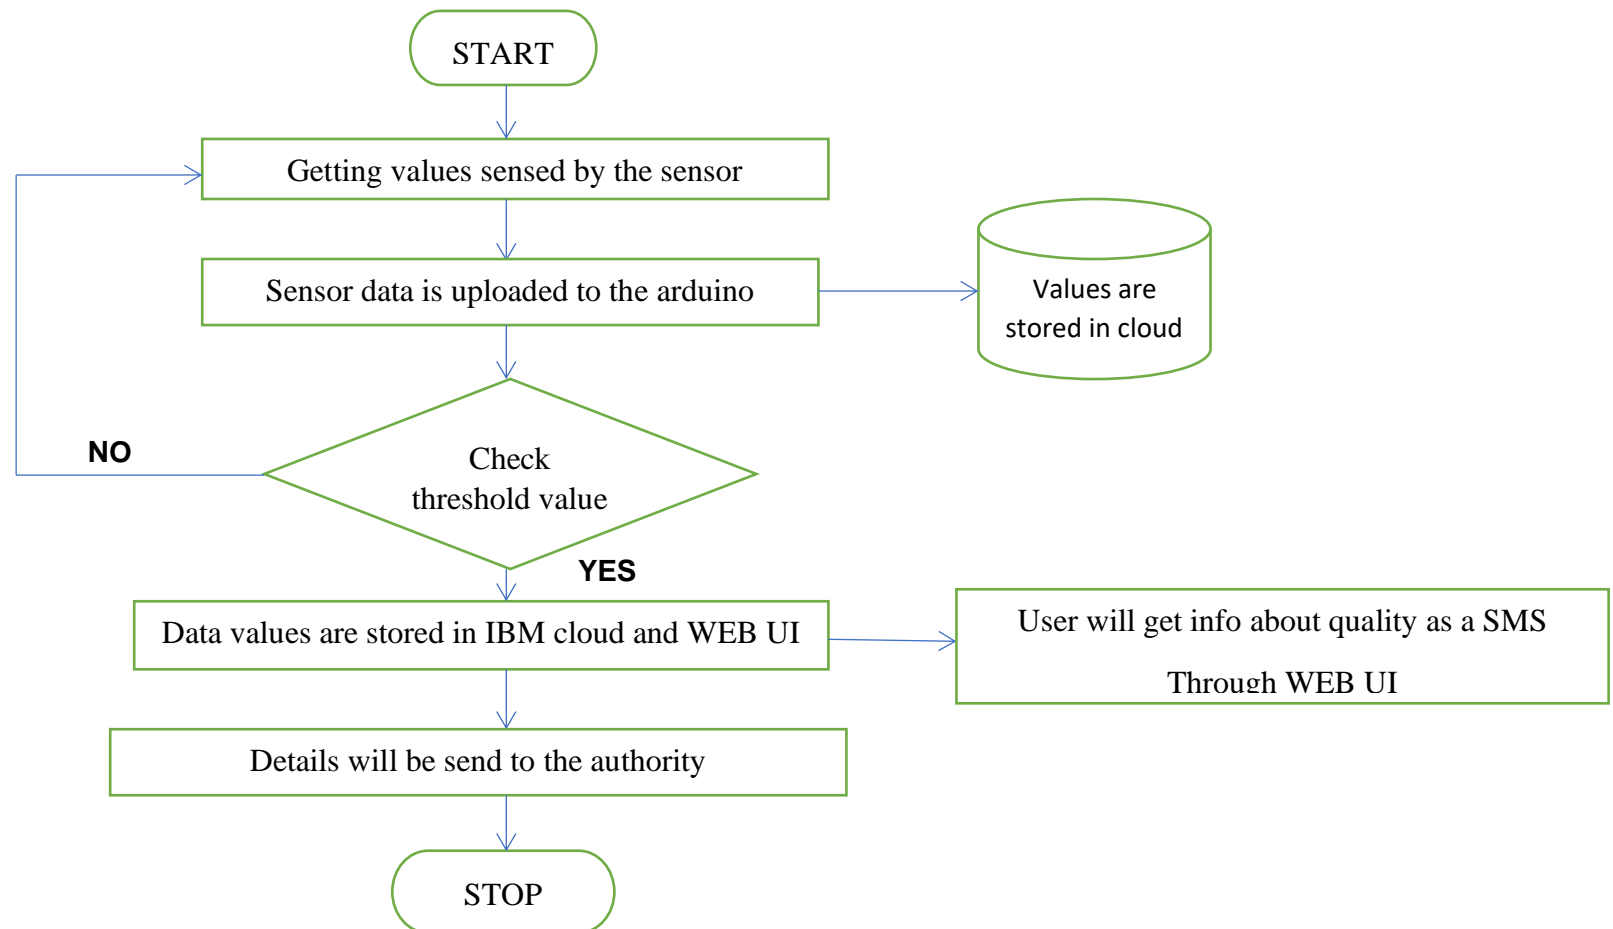 START
Getting values sensed by the sensor
Sensor data is uploaded to the arduino
Values are
stored in cloud
NO
Check
threshold value
YES
Data values are stored in IBM cloud and WEB UI
User will get info about quality as a SMS
Through WEB UI
Details will be send to the authority
STOP